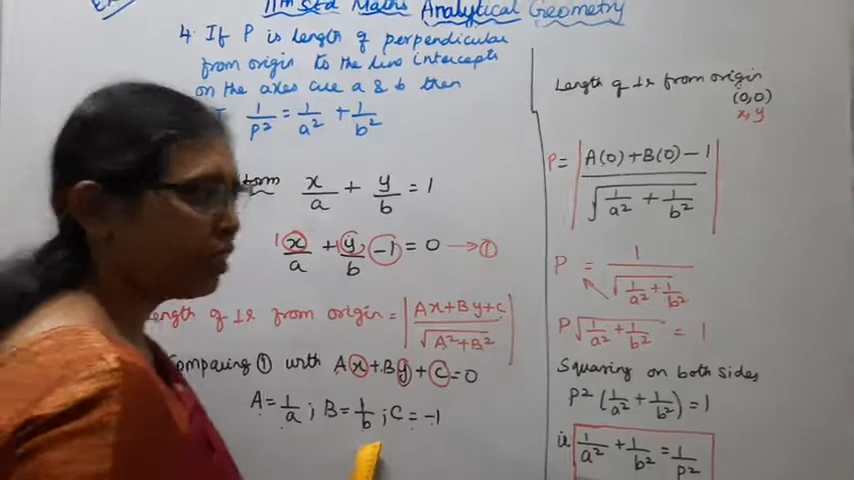 11th Std Maths Analytical Geometry
4. If P is length of perpendicular
from origin to the line intercepts
on the axes are a & b then
1/P² = 1/a² + 1/b²
form x/a + y/b = 1
1 x/a + y/b - 1 = 0 → ①
Length of ⊥r from origin = |Ax+By+C / √A²+B²|
Comparing ① with Ax+By+C=0
A = 1/a ; B = 1/b ; C = -1
Length of ⊥r from origin
(0,0)
x, y
P = |A(0)+B(0)-1 / √1/a² + 1/b²|
P = 1 / √1/a² + 1/b²
P√1/a² + 1/b² = 1
Squaring on both sides
P² (1/a² + 1/b²) = 1
ie 1/a² + 1/b² = 1/P²